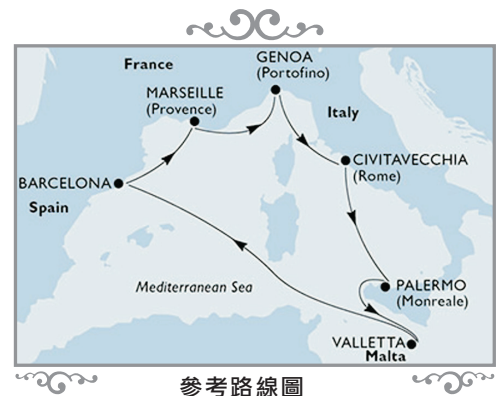 France
GENOA
(Portofino)
MARSEILLE
(Provence)
Italy
CIVITAVECCHIA
(Rome)
BARCELONA
Spain
Mediterranean Sea
PALERMO
(Monreale)
VALLETTA
Malta
參考路線圖